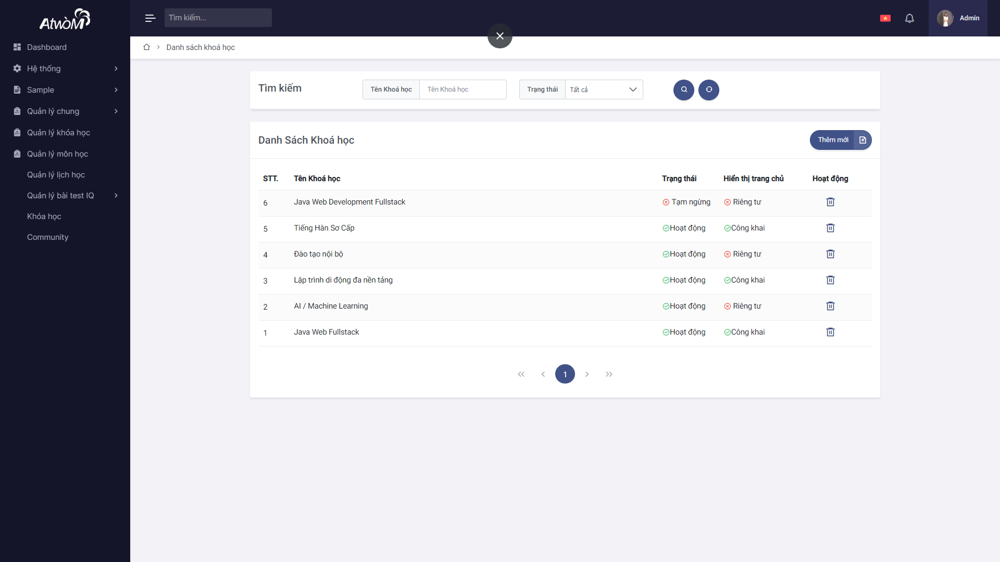 AtwòM
Dashboard
Hệ thống
Sample
Quản lý chung
Quản lý khóa học
Quản lý môn học
Quản lý lịch học
Quản lý bài test IQ
Khóa học
Community
Tìm kiếm...
Admin
Danh sách khoá học
Tìm kiếm
Tên Khoá học
Tên Khoá học
Trạng thái
Tất cả
Danh Sách Khoá học
Thêm mới
STT. Tên Khoá học Trạng thái Hiển thị trang chủ Hoạt động
6 Java Web Development Fullstack Tạm ngừng Riêng tư
5 Tiếng Hàn Sơ Cấp Hoạt động Công khai
4 Đào tạo nội bộ Hoạt động Riêng tư
3 Lập trình di động đa nền tảng Hoạt động Công khai
2 AI / Machine Learning Hoạt động Riêng tư
1 Java Web Fullstack Hoạt động Công khai
1